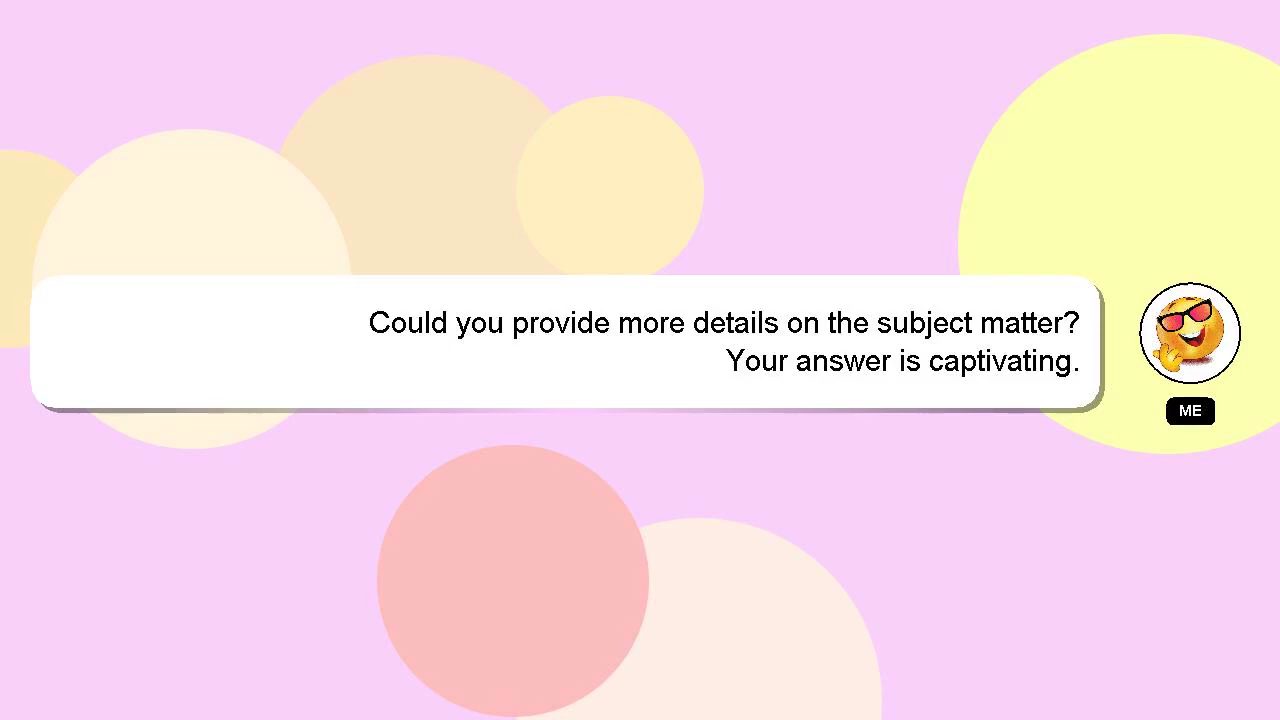 Could you provide more details on the subject matter?
Your answer is captivating.
ME